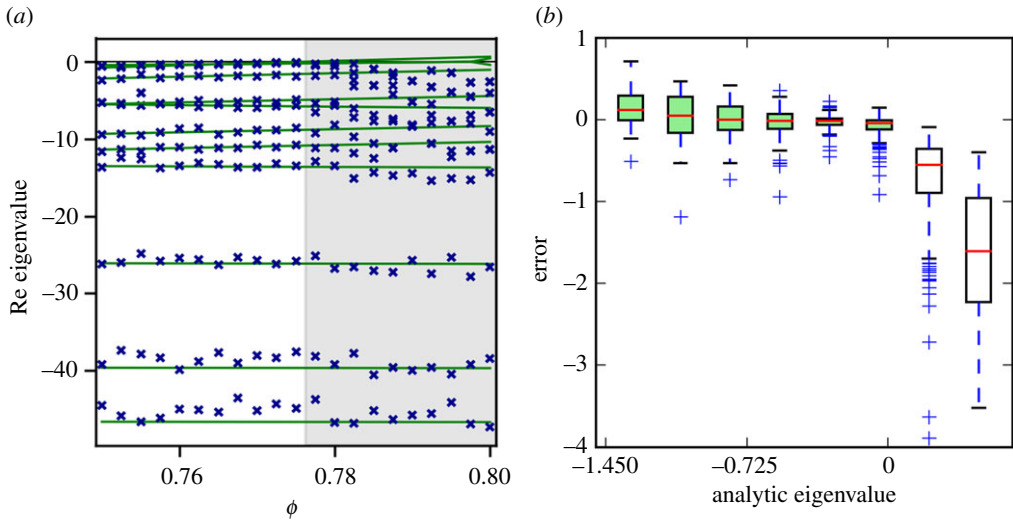 (a)
(b)
0
−10
−20
−30
−40
Re eigenvalue
0.76
0.78
0.80
ϕ
1
0
−1
−2
−3
−4
error
−1.450
−0.725
0
analytic eigenvalue